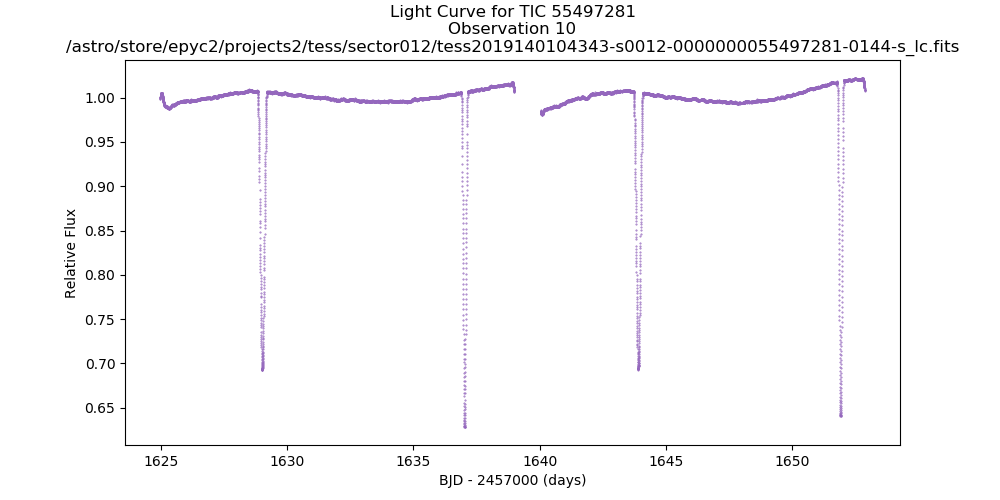 Light Curve for TIC 55497281
Observation 10
/astro/store/epyc2/projects2/tess/sector012/tess2019140104343-s0012-0000000055497281-0144-s_lc.fits
Relative Flux
1.00
0.95
0.90
0.85
0.80
0.75
0.70
0.65
1625 1630 1635 1640 1645 1650
BJD - 2457000 (days)